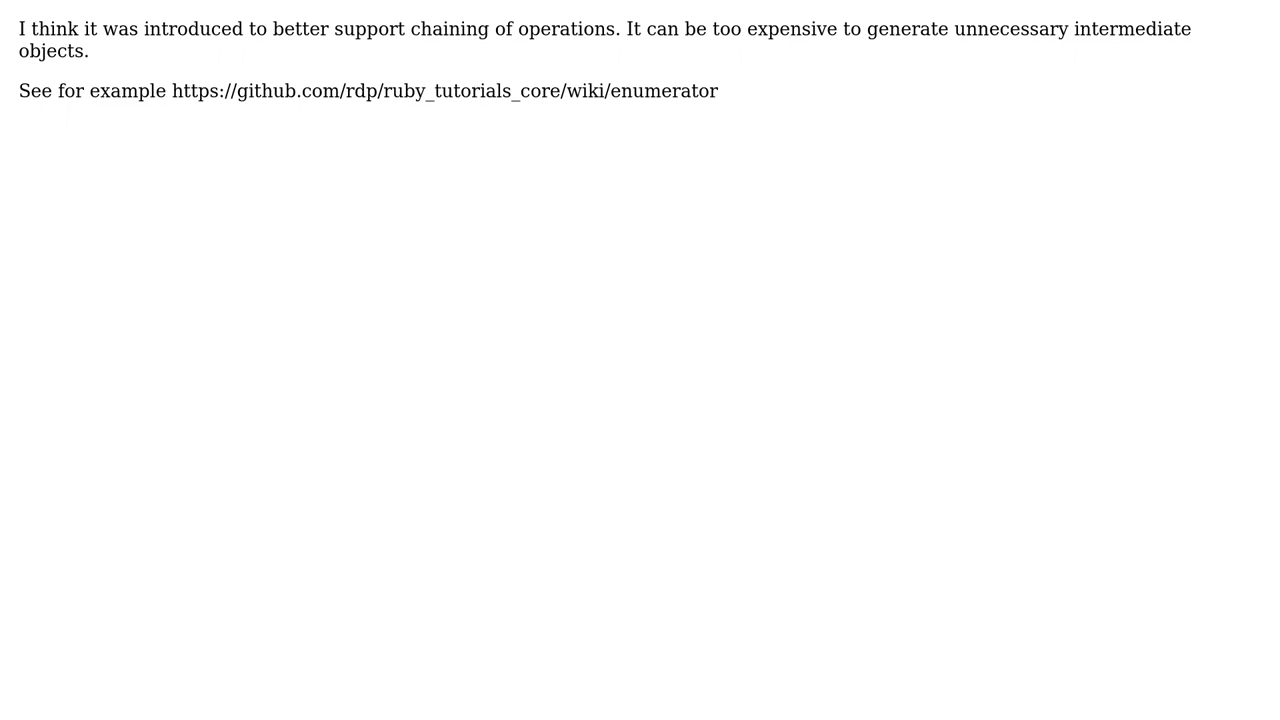 I think it was introduced to better support chaining of operations. It can be too expensive to generate unnecessary intermediate
objects.
See for example https://github.com/rdp/ruby_tutorials_core/wiki/enumerator